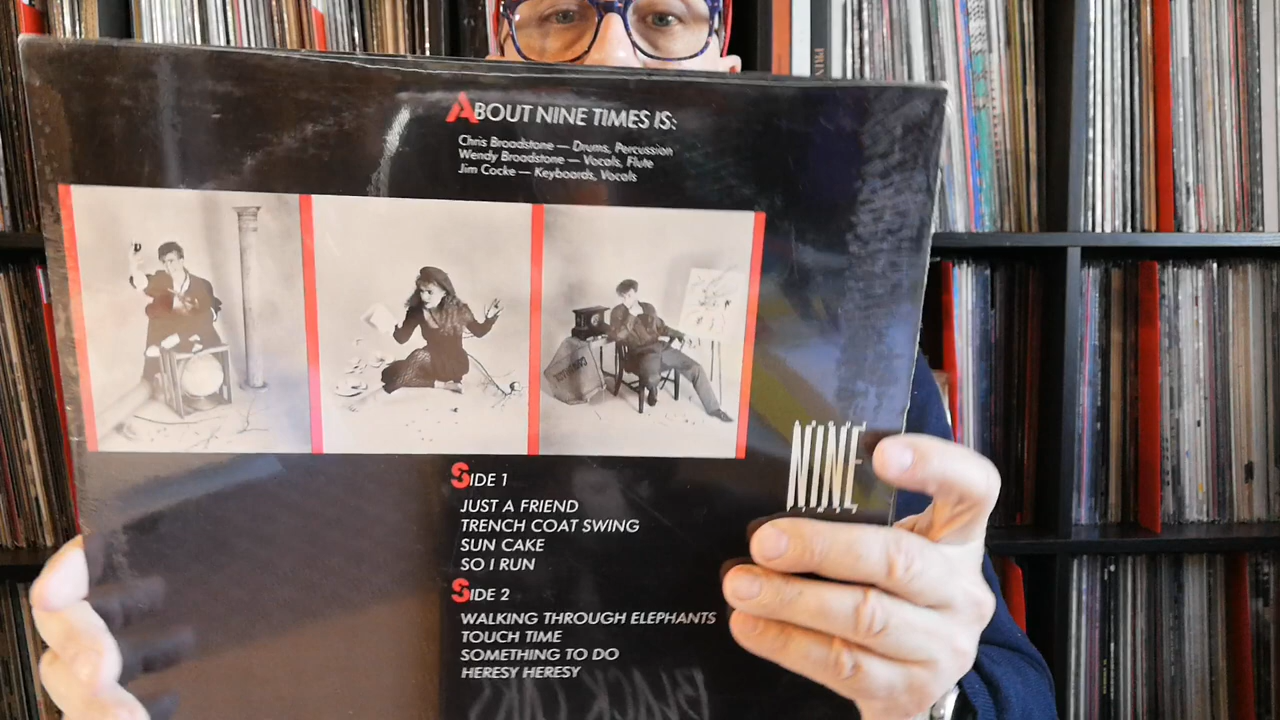 ABOUT NINE TIMES IS:
Chris Broadstone — Drums, Percussion
Wendy Broadstone — Vocals, Flute
Jim Cocke — Keyboards, Vocals
SIDE 1
JUST A FRIEND
TRENCH COAT SWING
SUN CAKE
SO I RUN
SIDE 2
WALKING THROUGH ELEPHANTS
TOUCH TIME
SOMETHING TO DO
HERESY HERESY
NINE